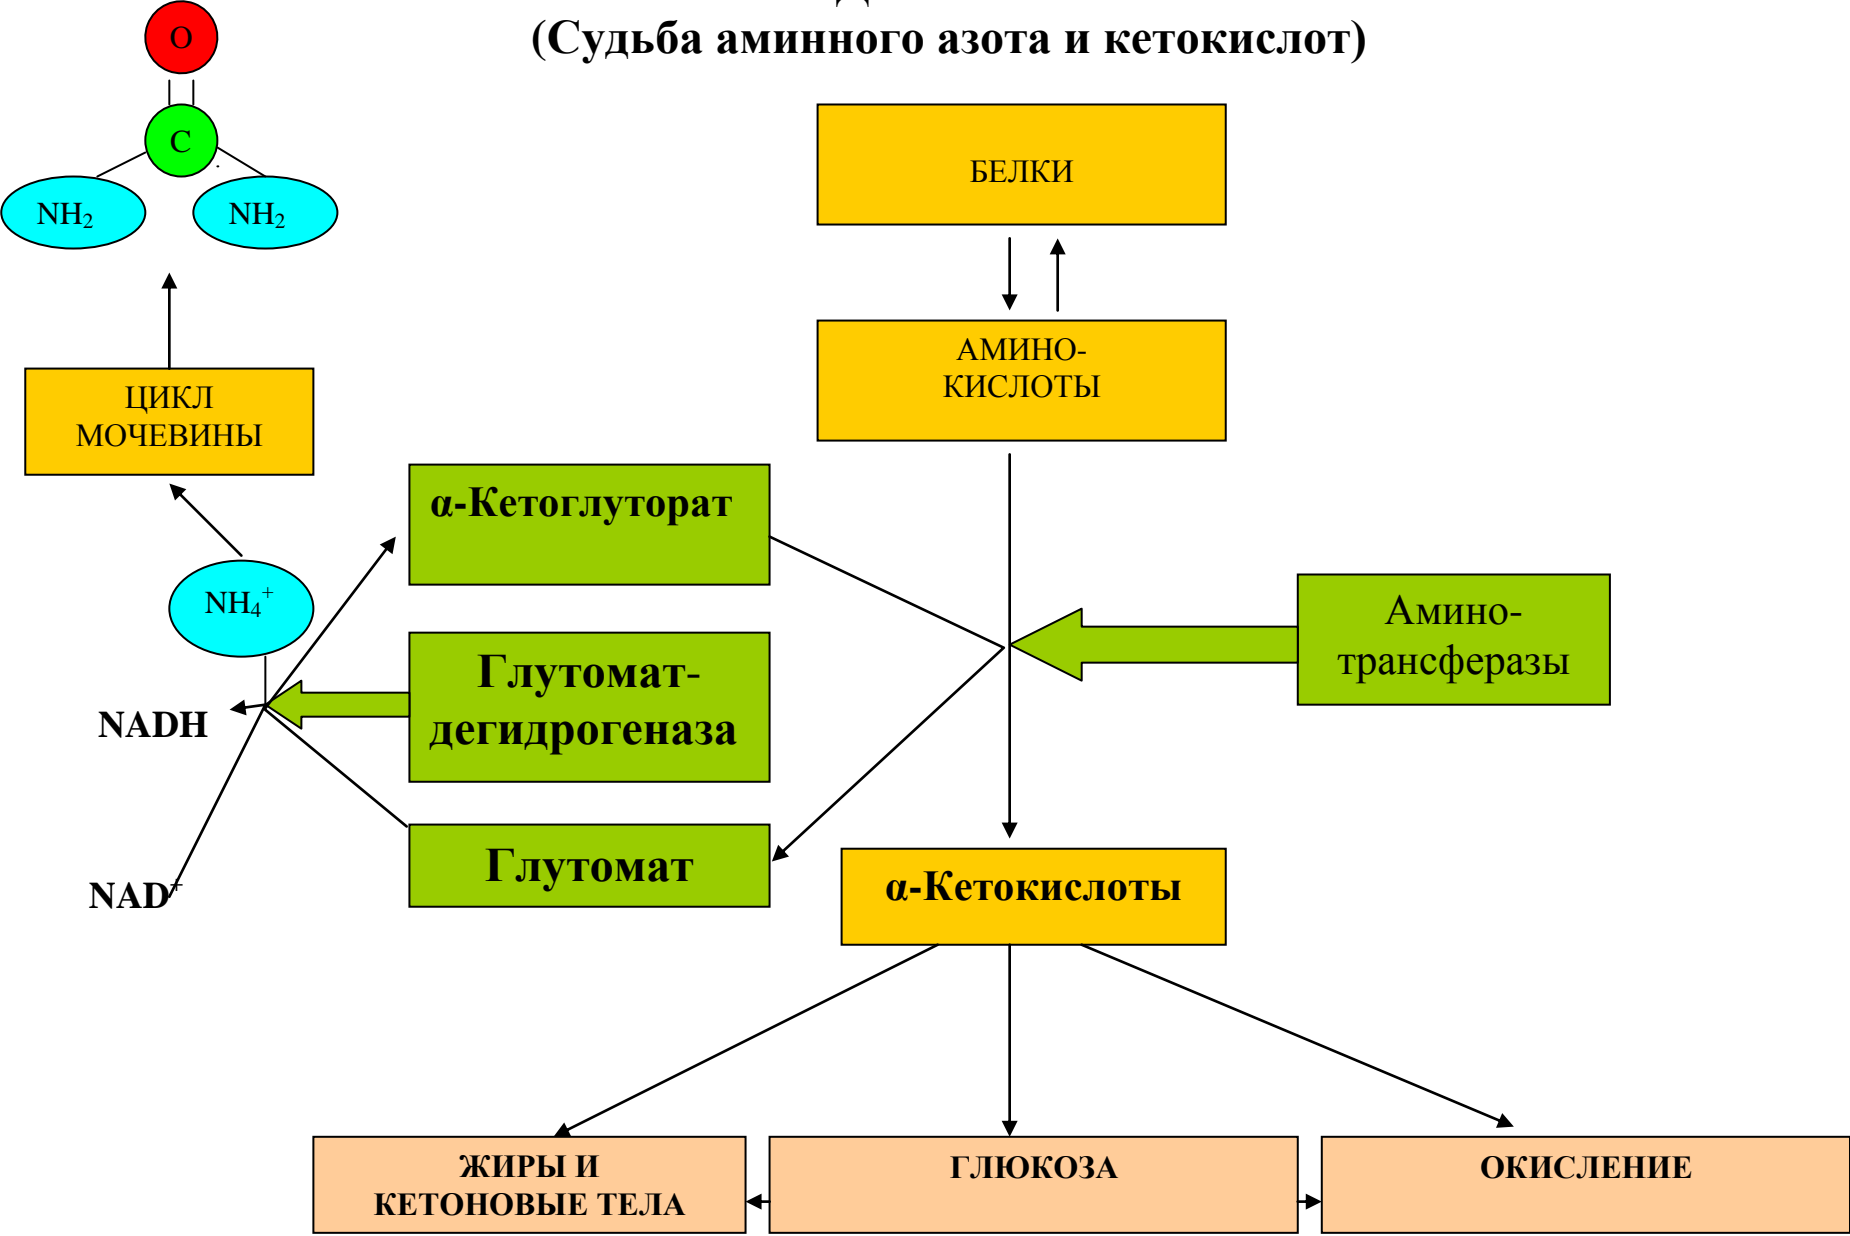 (Судьба аминного азота и кетокислот)
O
C
NH₂ NH₂
БЕЛКИ
АМИНО-
КИСЛОТЫ
ЦИКЛ
МОЧЕВИНЫ
α-Кетоглуторат
NH₄⁺
Амино-
трансферазы
Глутомат-
дегидрогеназа
NADH
Глутомат
NAD⁺
α-Кетокислоты
ЖИРЫ И
КЕТОНОВЫЕ ТЕЛА
ГЛЮКОЗА
ОКИСЛЕНИЕ